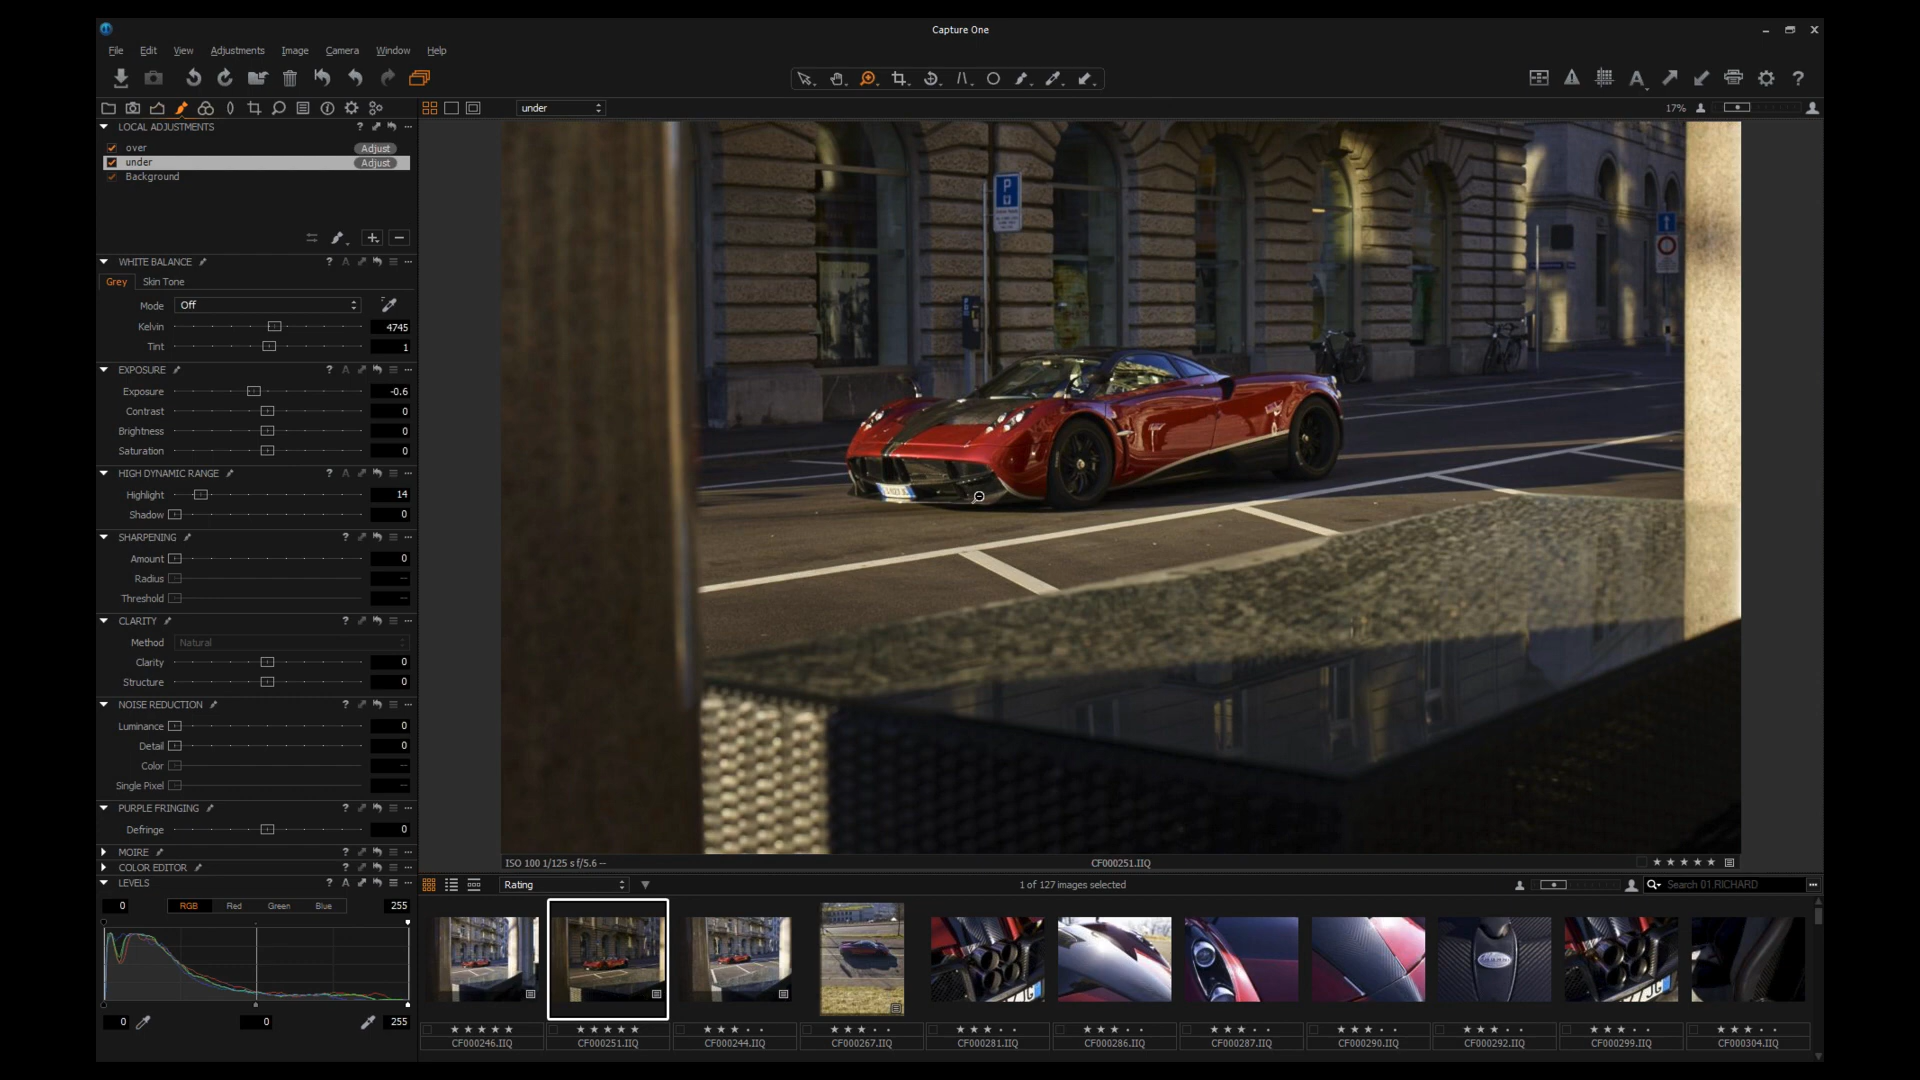 Capture One
File Edit View Adjustments Image Camera Window Help
under
17%
LOCAL ADJUSTMENTS
over Adjust
under Adjust
Background
WHITE BALANCE
Grey Skin Tone
Mode Off
Kelvin 4745
Tint 1
EXPOSURE
Exposure -0.6
Contrast 0
Brightness 0
Saturation 0
HIGH DYNAMIC RANGE
Highlight 14
Shadow 0
SHARPENING
Amount 0
Radius --
Threshold --
CLARITY
Method Natural
Clarity 0
Structure 0
NOISE REDUCTION
Luminance 0
Detail 0
Color --
Single Pixel --
PURPLE FRINGING
Defringe 0
MOIRE
COLOR EDITOR
LEVELS
0 RGB Red Green Blue 255
0 0 255
P
ISO 100 1/125 s f/5.6 --
CF000251.IIQ
Rating
1 of 127 images selected
Search 01.RICHARD
CF000246.IIQ
CF000251.IIQ
CF000244.IIQ
CF000267.IIQ
CF000281.IIQ
CF000286.IIQ
CF000287.IIQ
CF000290.IIQ
CF000292.IIQ
CF000299.IIQ
CF000304.IIQ